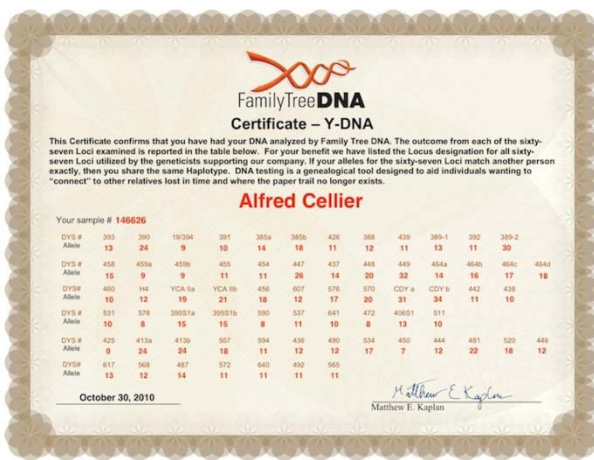 FamilyTreeDNA
Certificate – Y-DNA
This Certificate confirms that you have had your DNA analyzed by Family Tree DNA. The outcome from each of the sixty-
seven Loci examined is reported in the table below. For your benefit we have listed the Locus designation for all sixty-
seven Loci utilized by the geneticists supporting our company. If your alleles for the sixty-seven Loci match another person
exactly, then you share the same Haplotype. DNA testing is a genealogical tool designed to aid individuals wanting to
"connect" to other relatives lost in time and where the paper trail no longer exists.
Alfred Cellier
Your sample # 146626
DYS # 393 390 19/394 391 385a 385b 426 388 439 389-1 392 389-2
Allele 13 24 9 10 14 18 11 12 11 13 11 30
DYS # 458 459a 459b 455 454 447 437 448 449 464a 464b 464c 464d
Allele 15 9 9 11 11 26 14 20 32 14 16 17 18
DYS# 460 H4 YCA IIa YCA IIb 456 607 576 570 CDY a CDY b 442 438
Allele 10 12 19 21 18 12 17 20 31 34 11 10
DYS # 531 578 395S1a 395S1b 590 537 641 472 406S1 511
Allele 10 8 15 15 8 11 10 8 13 10
DYS # 425 413a 413b 557 594 436 490 534 450 444 481 520 446
Allele 0 24 24 18 11 12 12 17 7 12 22 18 12
DYS# 617 568 487 572 640 492 565
Allele 13 12 14 11 11 11 11
October 30, 2010
Matthew E Kaplan
Matthew E. Kaplan